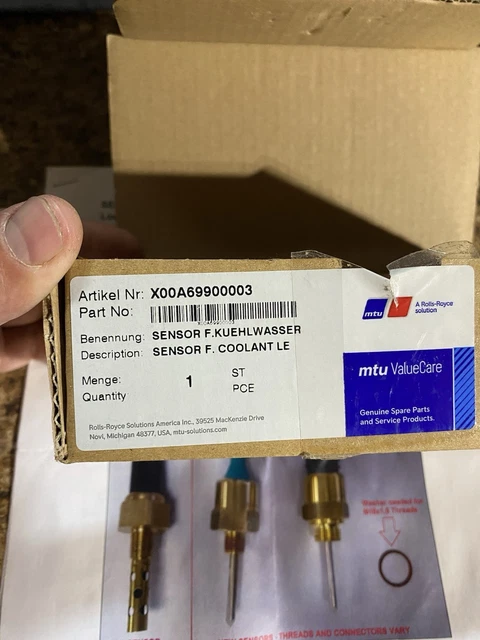 Artikel Nr: X00A69900003
Part No:
X00A69900003
Benennung: SENSOR F.KUEHLWASSER
Description: SENSOR F. COOLANT LE
Menge: 1 ST
Quantity PCE
Rolls-Royce Solutions America Inc., 39525 MacKenzie Drive
Novi, Michigan 48377, USA, mtu-solutions.com
mtu
A Rolls-Royce
solution
mtu ValueCare
Genuine Spare Parts
and Service Products.
Washer needed for
SENSORS - THREADS AND CONNECTORS VARY